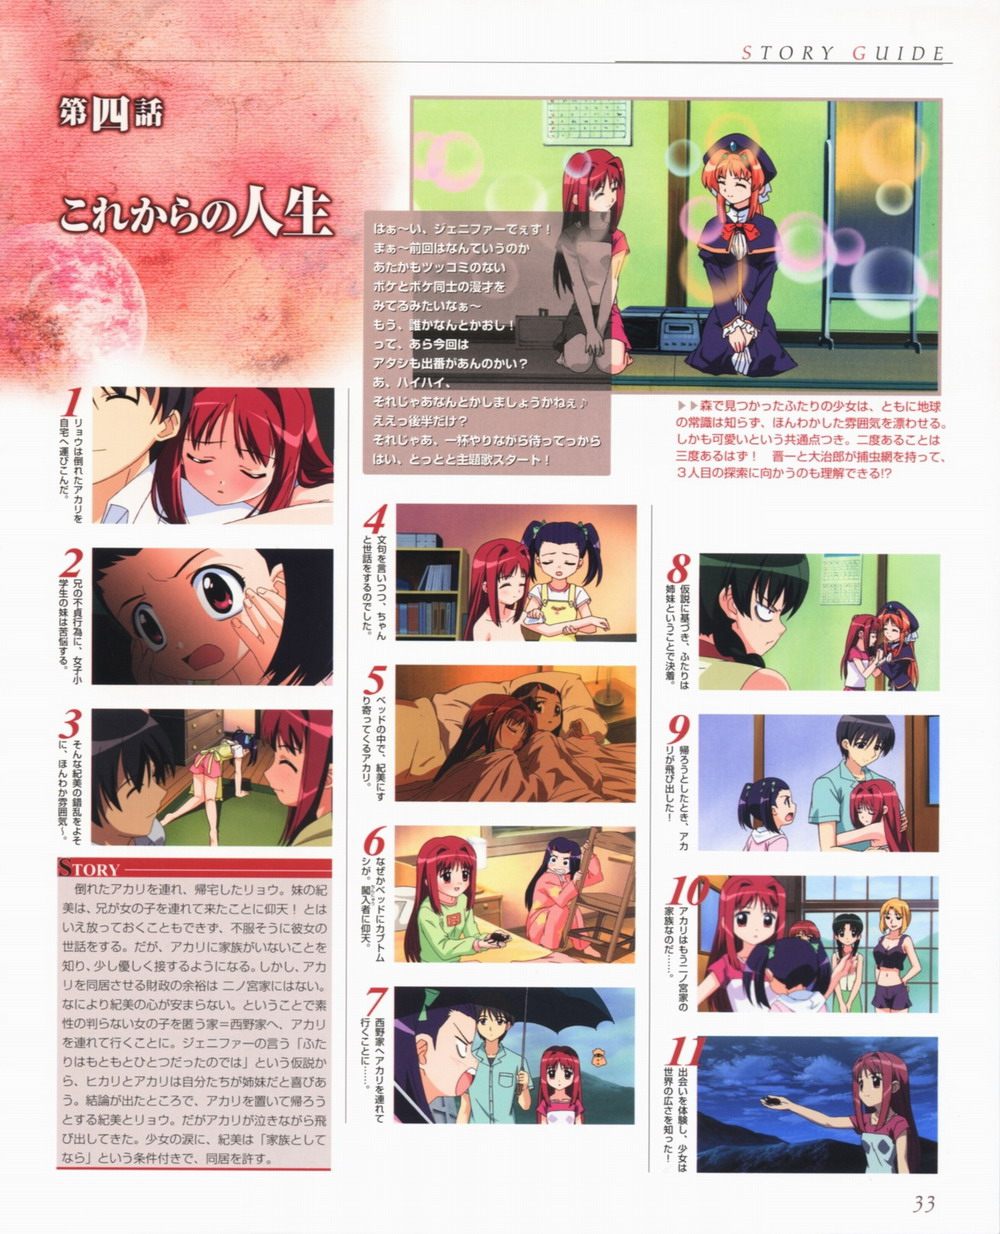 STORY GUIDE
第四話
これからの人生
はぁ～い、ジェニファーでぇす！
まぁ～前回はなんていうのか
あたかもツッコミのない
ボケとボケ同士の漫才を
みてるみたいなぁ～
もう、誰かなんとかおし！
って、あら今回は
アタシも出番があんのかい？
あ、ハイハイ、
それじゃあなんとかしましょうかねぇ♪
ええっ後半だけ？
それじゃあ、一杯やりながら待ってっから
はい、とっとと主題歌スタート！
▶▶森で見つかったふたりの少女は、ともに地球
の常識は知らず、ほんわかした雰囲気を漂わせる。
しかも可愛いという共通点つき。二度あることは
三度あるはず！　晋一と大治郎が捕虫網を持って、
３人目の探索に向かうのも理解できる!?
1
リョウは倒れたアカリを
自宅へ運びこんだ。
2
兄の不貞行為に、女子小
学生の妹は苦悩する。
3
そんな紀美の錯乱をよそ
に、ほんわか雰囲気～。
STORY
倒れたアカリを連れ、帰宅したリョウ。妹の紀
美は、兄が女の子を連れて来たことに仰天！ とは
いえ放っておくこともできず、不服そうに彼女の
世話をする。だが、アカリに家族がいないことを
知り、少し優しく接するようになる。しかし、アカ
リを同居させる財政の余裕は 二ノ宮家にはない。
なにより紀美の心が安まらない。ということで素
性の判らない女の子を匿う家＝西野家へ、アカリ
を連れて行くことに。ジェニファーの言う「ふた
りはもともとひとつだったのでは」という仮説か
ら、ヒカリとアカリは自分たちが姉妹だと喜びあ
う。結論が出たところで、アカリを置いて帰ろう
とする紀美とリョウ。だがアカリが泣きながら飛
び出してきた。少女の涙に、紀美は「家族として
なら」という条件付きで、同居を許す。
4
文句を言いつつ、ちゃん
と世話をするのでした。
5
ベッドの中で、紀美にす
り寄ってくるアカリ。
6
なぜかベッドにカブトム
シが。闖入者に仰天。
7
西野家へアカリを連れて
行くことに……。
8
仮説に基づき、ふたりは
姉妹ということで決着。
9
帰ろうとしたとき、アカ
リが飛び出した！
10
アカリはもう二ノ宮家の
家族なのだ……。
11
出会いを体験し、少女は
世界の広さを知った！
33